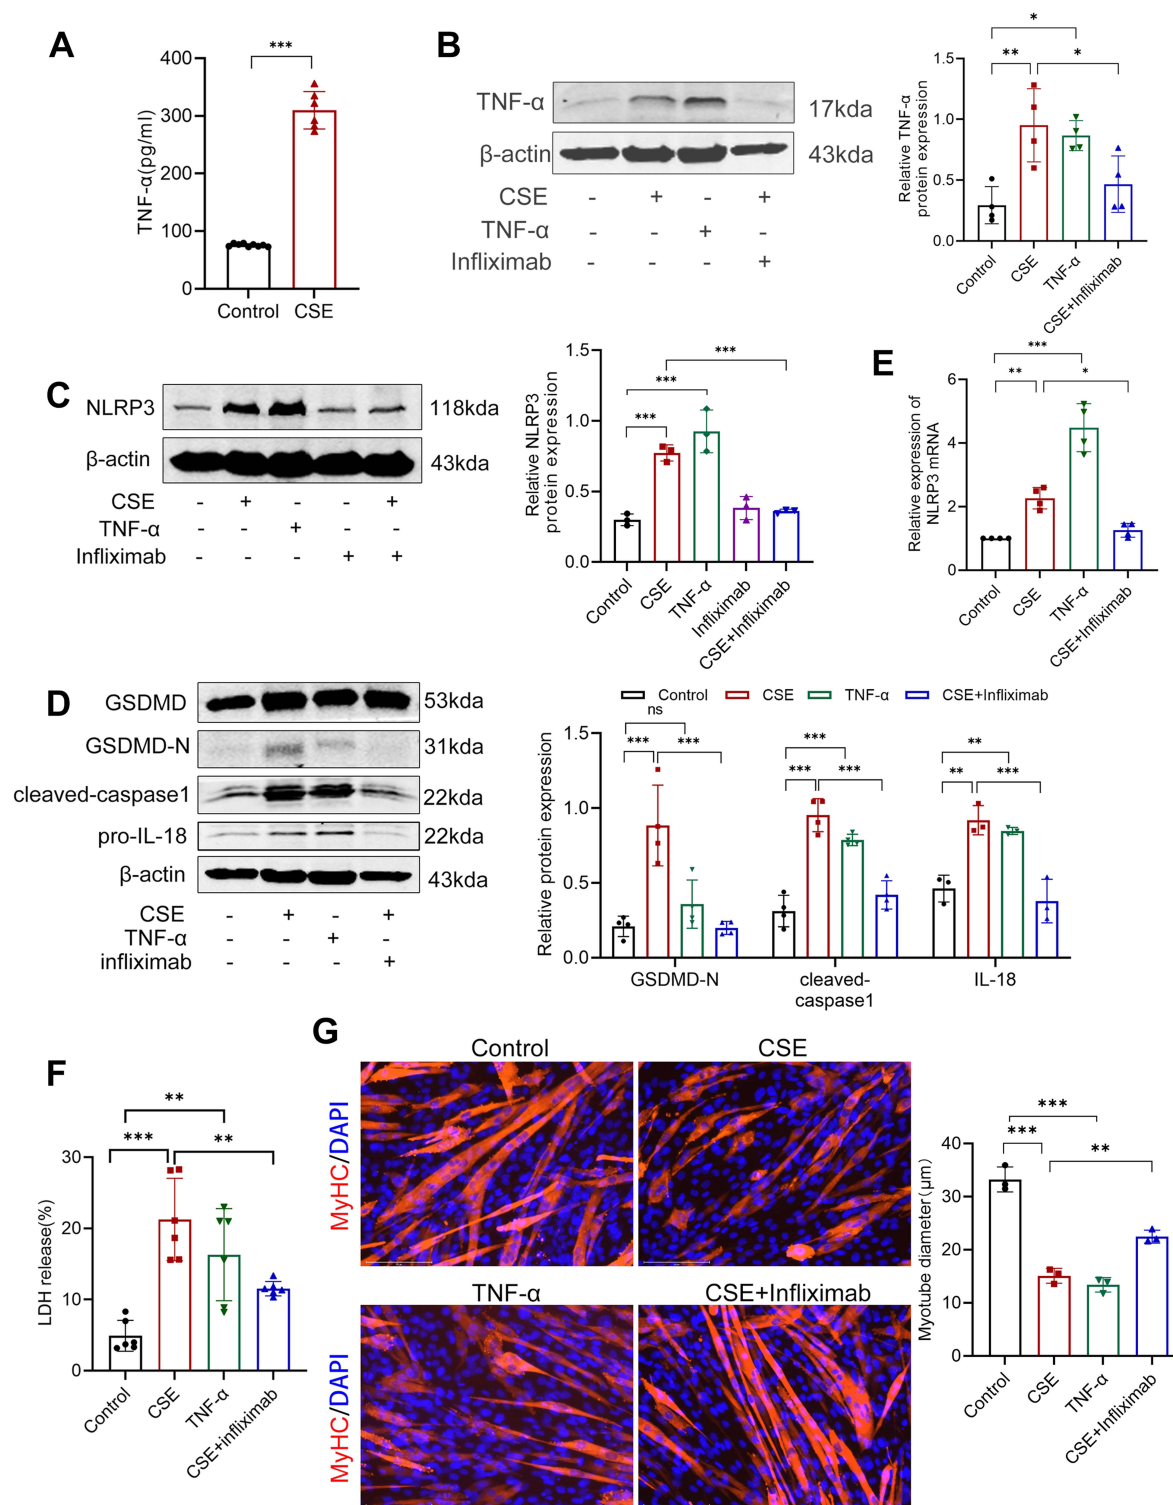 A
TNF-α(pg/ml)
400
300
200
100
0
***
Control
CSE
B
TNF-α
17kda
β-actin
43kda
CSE - + - +
TNF-α - - + 
Infliximab - - - +
Relative TNF-α
protein expression
1.5
1.0
0.5
0.0
*
** *
Control
CSE
TNF-α
CSE+Infliximab
C
NLRP3
118kda
β-actin
43kda
CSE - + - - +
TNF-α - - + - -
Infliximab - - - + +
Relative NLRP3
protein expression
1.5
1.0
0.5
0.0
***
***
***
Control
CSE
TNF-α
Infliximab
CSE+Infliximab
E
Relative expression of
NLRP3 mRNA
6
4
2
0
***
** *
Control
CSE
TNF-α
CSE+Infliximab
D
GSDMD
53kda
GSDMD-N
31kda
cleaved-caspase1
22kda
pro-IL-18
22kda
β-actin
43kda
CSE - + - +
TNF-α - - + -
infliximab - - - +
Control CSE TNF-α CSE+Infliximab
Relative protein expression
1.5
1.0
0.5
0.0
ns
*** ***
***
*** ***
**
** ***
GSDMD-N
cleaved-
caspase1
IL-18
F
LDH release(%)
30
20
10
0
**
*** **
Control
CSE
TNF-α
CSE+infliximab
G
Control
CSE
MyHC/DAPI
TNF-α
CSE+Infliximab
MyHC/DAPI
Myotube diameter(μm)
40
30
20
10
0
***
*** **
Control
CSE
TNF-α
CSE+Infliximab